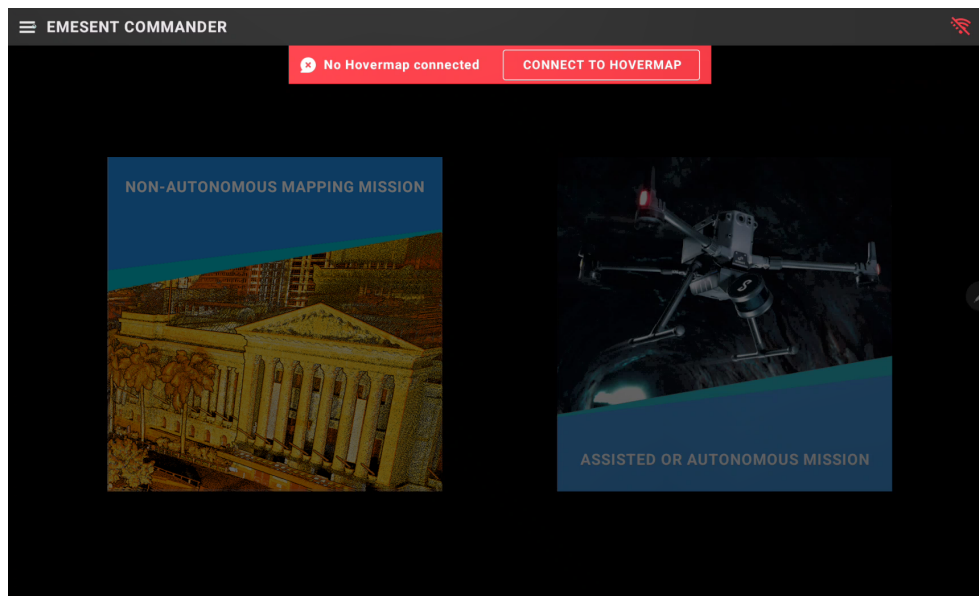 EMESENT COMMANDER
No Hovermap connected
CONNECT TO HOVERMAP
NON-AUTONOMOUS MAPPING MISSION
ASSISTED OR AUTONOMOUS MISSION